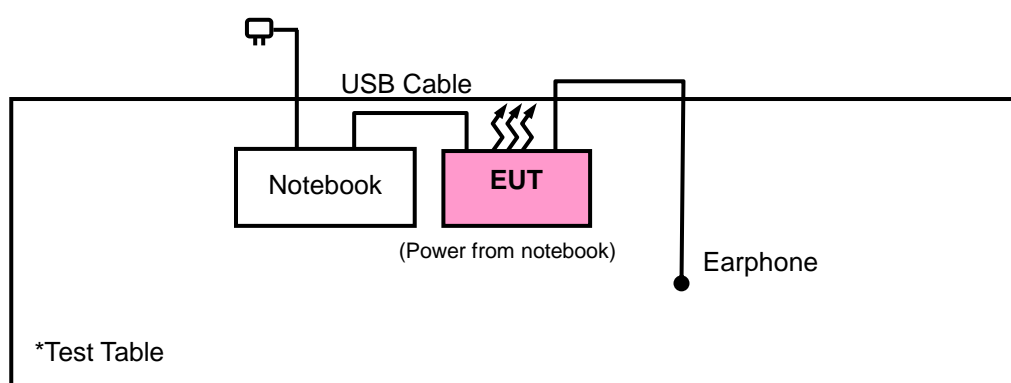 USB Cable
Notebook
EUT
(Power from notebook)
Earphone
*Test Table